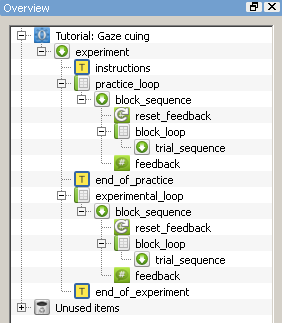 Overview
Tutorial: Gaze cuing
experiment
T instructions
practice_loop
block_sequence
reset_feedback
block_loop
trial_sequence
# feedback
T end_of_practice
experimental_loop
block_sequence
reset_feedback
block_loop
trial_sequence
# feedback
T end_of_experiment
Unused items